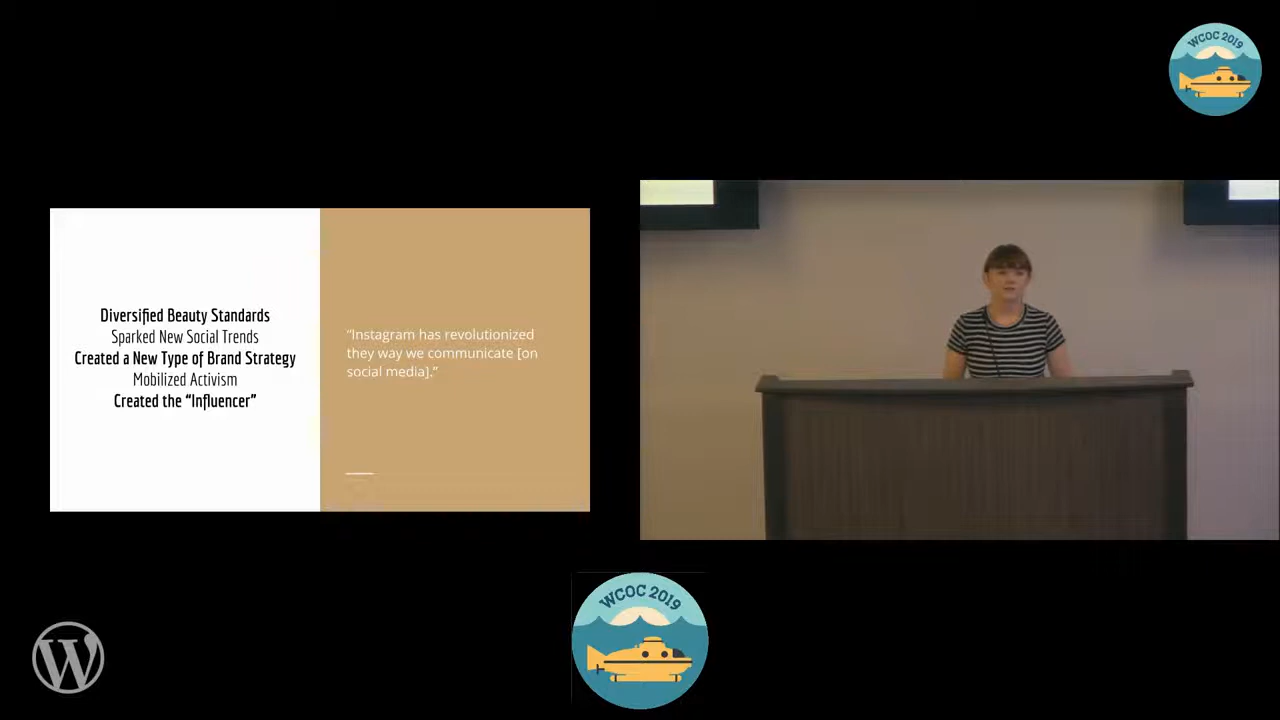 WCOC 2019
Diversified Beauty Standards
Sparked New Social Trends
Created a New Type of Brand Strategy
Mobilized Activism
Created the “Influencer”
“Instagram has revolutionized
they way we communicate [on
social media].”
WCOC 2019